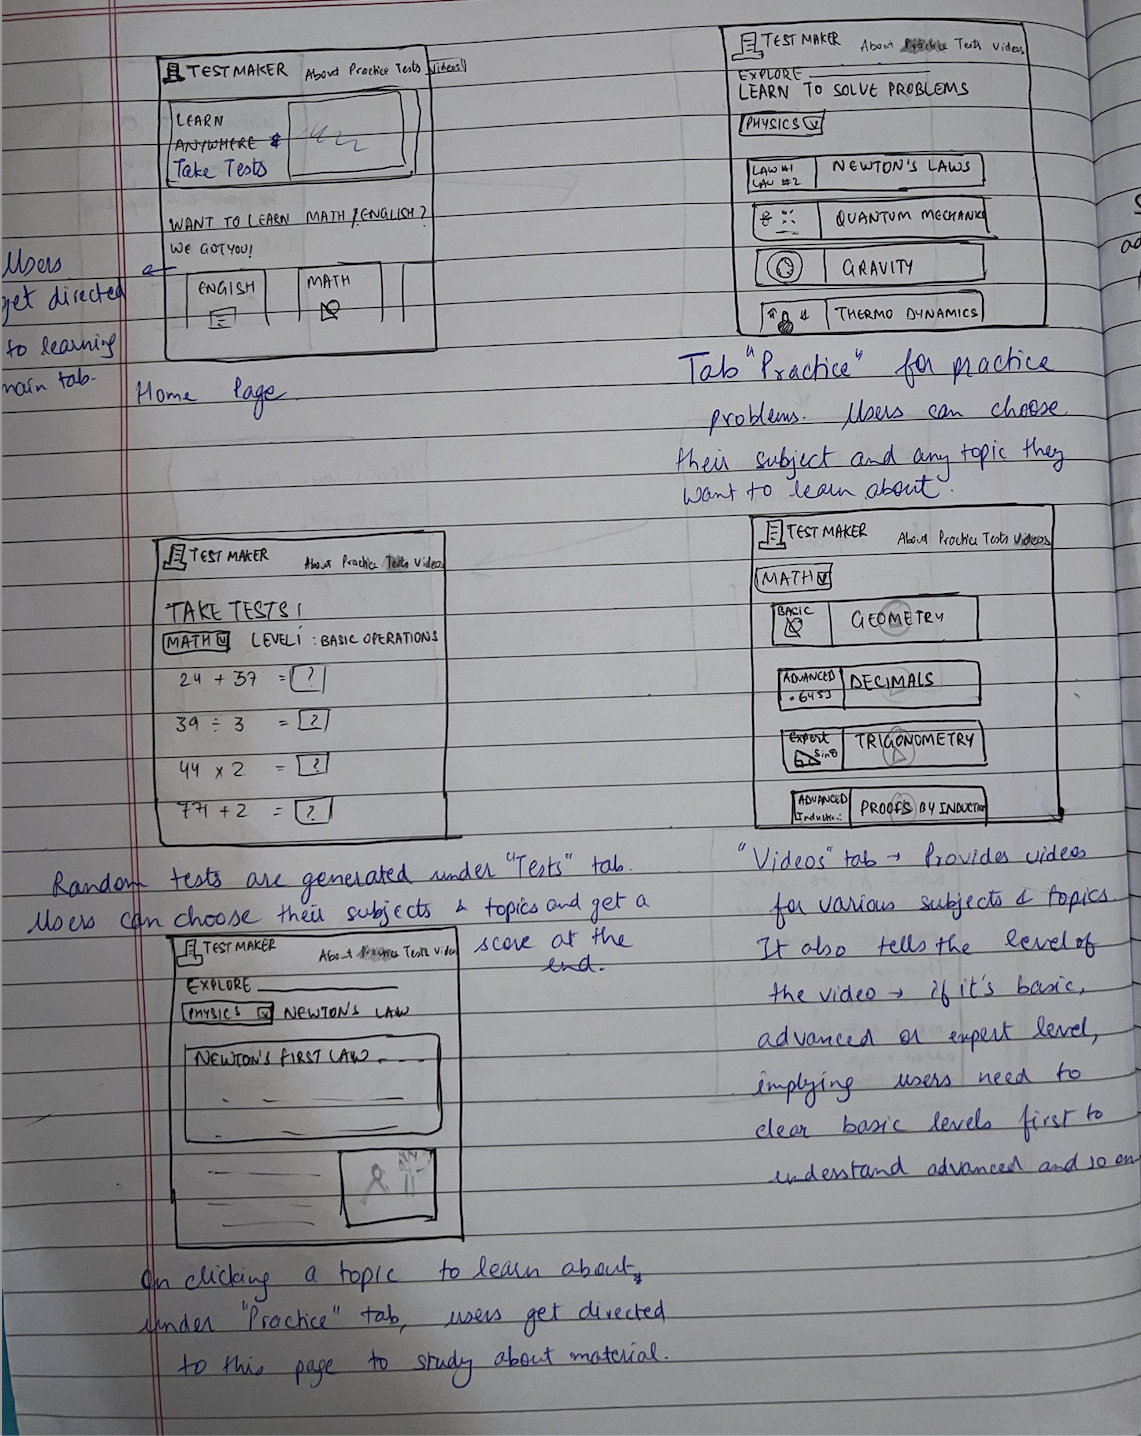 TEST MAKER About Practice Tests Videos
LEARN
ANYWHERE &
Take Tests
WANT TO LEARN MATH / ENGLISH?
WE GOT YOU!
ENGISH
MATH
Users
get directed
to learning
main tab.
Home Page
TEST MAKER About Practice Tests Videos
EXPLORE
LEARN TO SOLVE PROBLEMS
PHYSICS
LAW #1
LAW #2
NEWTON'S LAWS
QUANTUM MECHANIC
GRAVITY
THERMO DYNAMICS
Tab "Practice" for practice
problems. Users can choose
their subject and any topic they
want to learn about.
TEST MAKER About Practice Tests Videos
TAKE TESTS!
MATH LEVEL1 : BASIC OPERATIONS
24 + 37 = ?
39 ÷ 3 = ?
44 x 2 = ?
771 + 2 = ?
Random tests are generated under "Tests" tab.
Users can choose their subjects & topics and get a
score at the
end.
TEST MAKER About Practice Tests Videos
MATH
BASIC
GEOMETRY
ADVANCED
.6453
DECIMALS
Expert
Sinθ
TRIGONOMETRY
ADVANCED
PROOFS BY INDUCTION
"Videos" tab → Provides videos
for various subjects & topics
It also tells the level of
the video → if it's basic,
advanced or expert level,
implying users need to
clear basic levels first to
understand advanced and so on
TEST MAKER About Practice Tests Video
EXPLORE
PHYSICS NEWTON'S LAW
NEWTON'S FIRST LAW
On clicking a topic to learn about,
under "Practice" tab, users get directed
to this page to study about material.